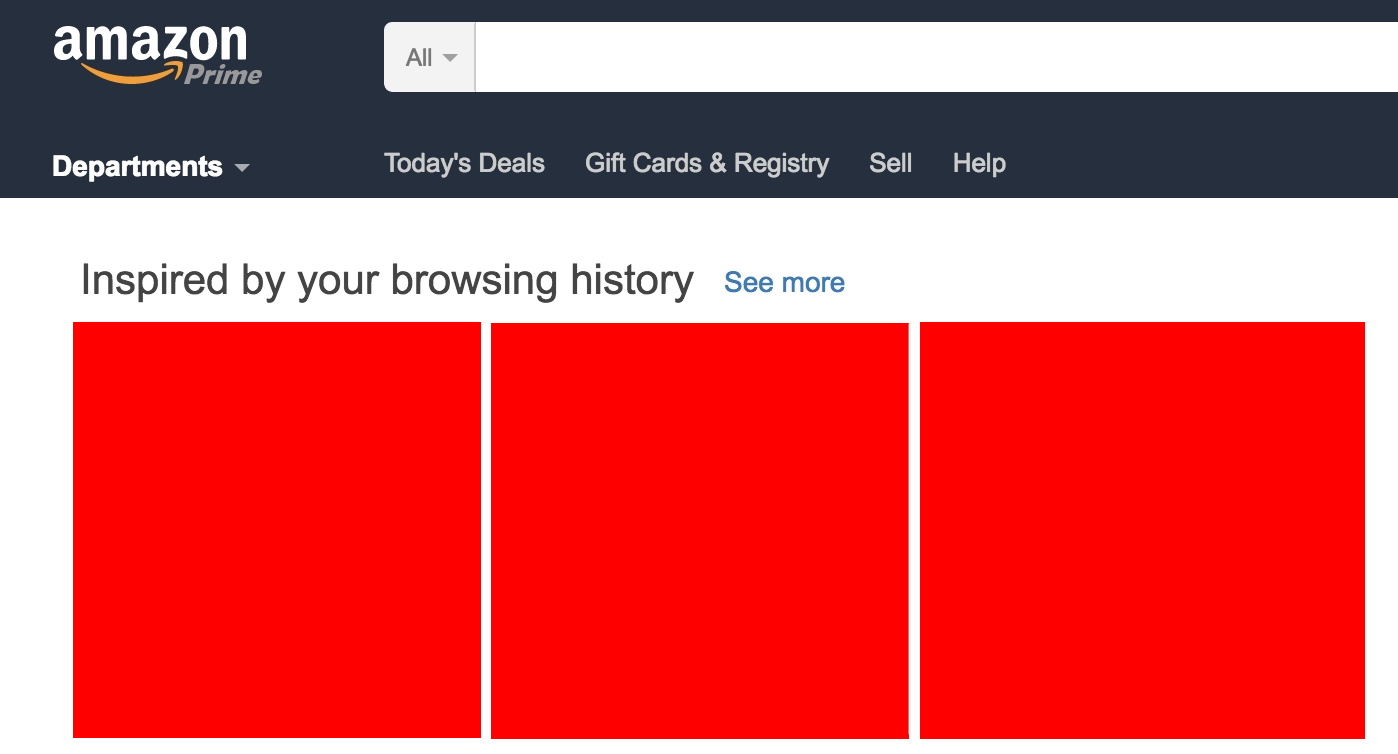 amazon
Prime
All
Departments
Today's Deals Gift Cards & Registry Sell Help
Inspired by your browsing history See more